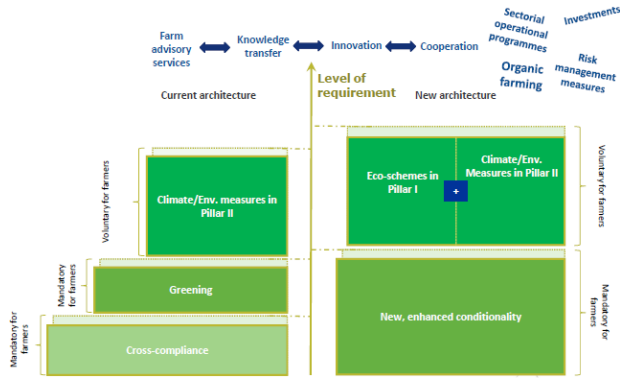 Farm
advisory
services
Knowledge
transfer
Innovation
Cooperation
Sectorial
operational
programmes
Investments
Organic
farming
Risk
management
measures
Level of
requirement
Current architecture
New architecture
Voluntary for farmers
Climate/Env. measures in
Pillar II
Mandatory
for farmers
Greening
Mandatory for
farmers
Cross-compliance
Eco-schemes in
Pillar I
+
Climate/Env.
Measures in Pillar II
Voluntary for farmers
New, enhanced conditionality
Mandatory for
farmers